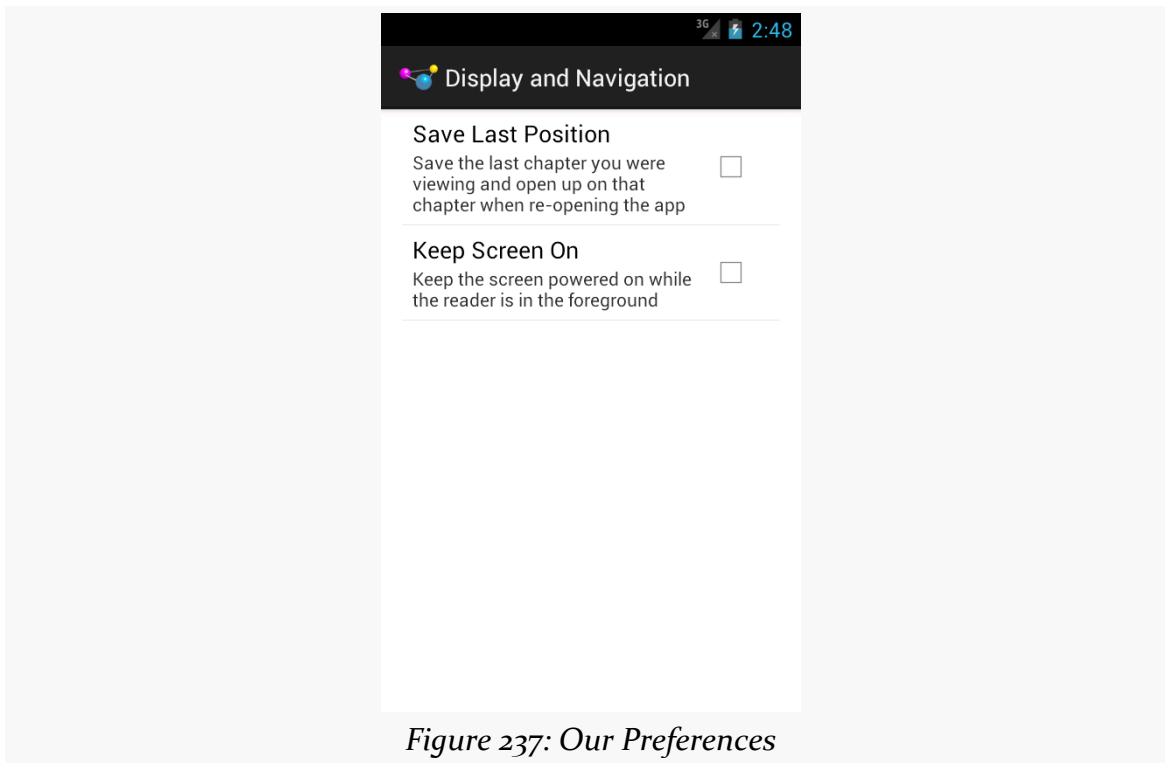 3G 2:48
Display and Navigation
Save Last Position
Save the last chapter you were
viewing and open up on that
chapter when re-opening the app
Keep Screen On
Keep the screen powered on while
the reader is in the foreground
Figure 237: Our Preferences